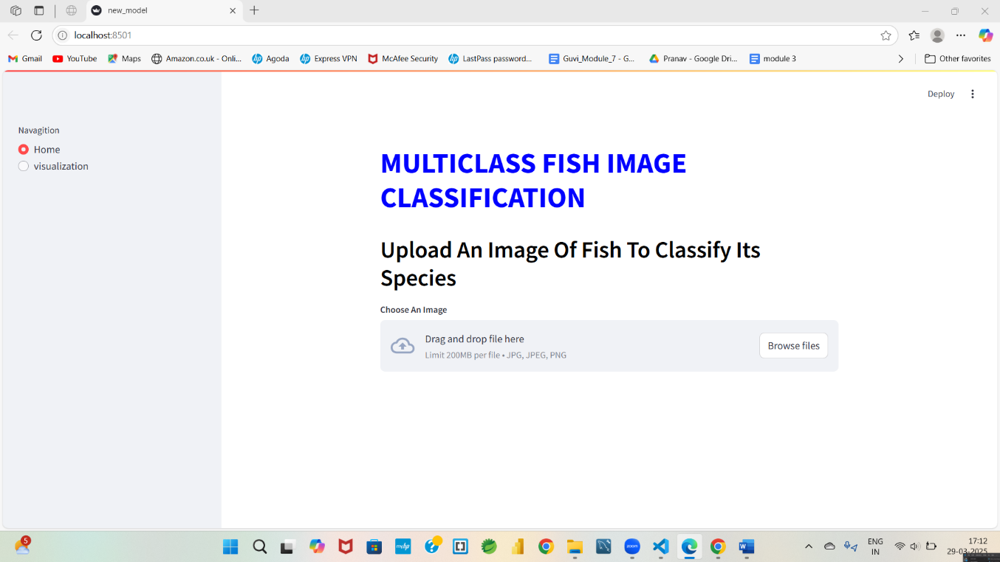 new_model
localhost:8501
Gmail YouTube Maps Amazon.co.uk - Onli... Agoda Express VPN McAfee Security LastPass password... Guvi_Module_7 - G... Pranav - Google Dri... module 3 Other favorites
Deploy
Navagition
Home
visualization
MULTICLASS FISH IMAGE
CLASSIFICATION
Upload An Image Of Fish To Classify Its
Species
Choose An Image
Drag and drop file here
Limit 200MB per file • JPG, JPEG, PNG
Browse files
5
my hp
zoom
ENG
IN
17:12
29-03-2025